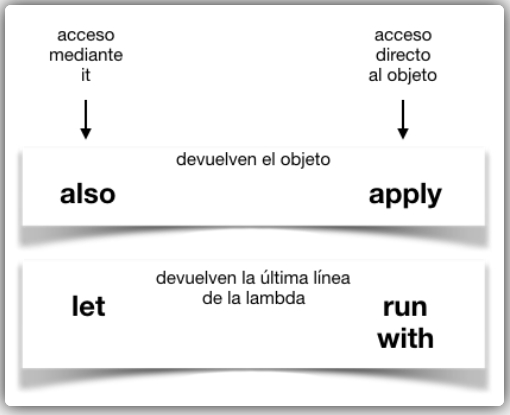 acceso
mediante
it
acceso
directo
al objeto
devuelven el objeto
also
apply
devuelven la última línea
de la lambda
let
run
with